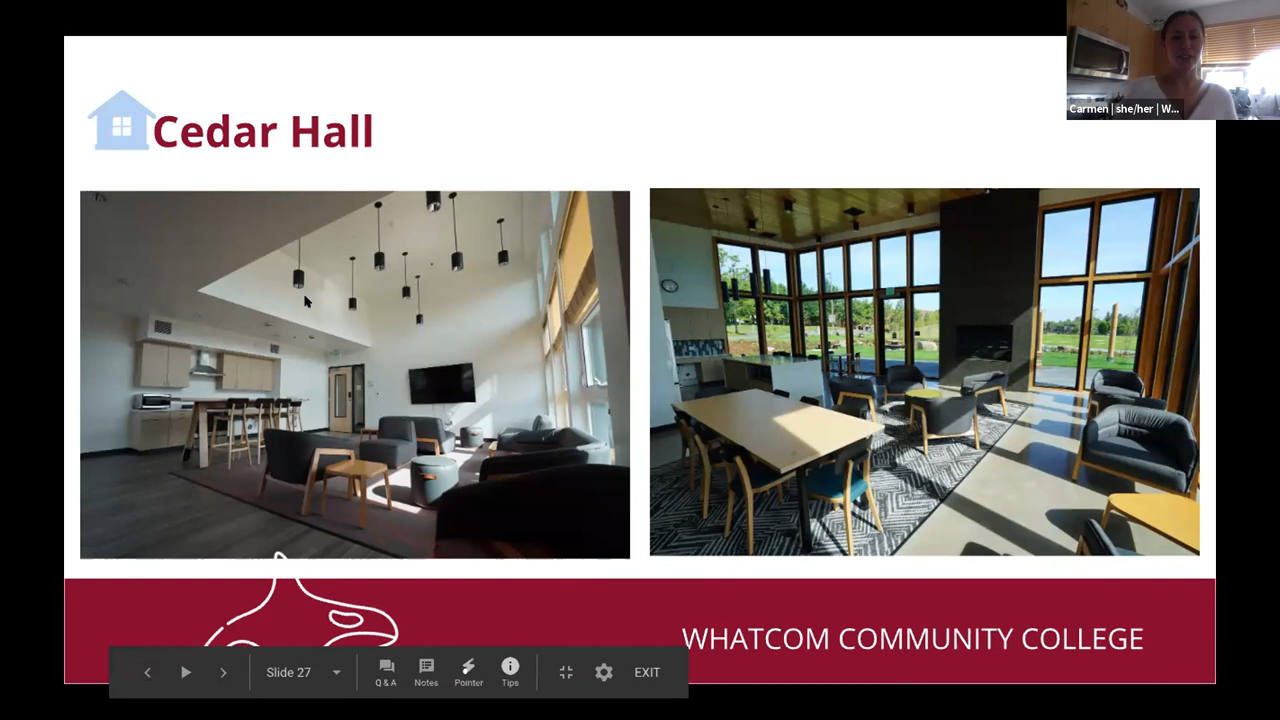 Carmen | she/her | W...
Cedar Hall
WHATCOM COMMUNITY COLLEGE
Slide 27
Q & A
Notes
Pointer
Tips
EXIT